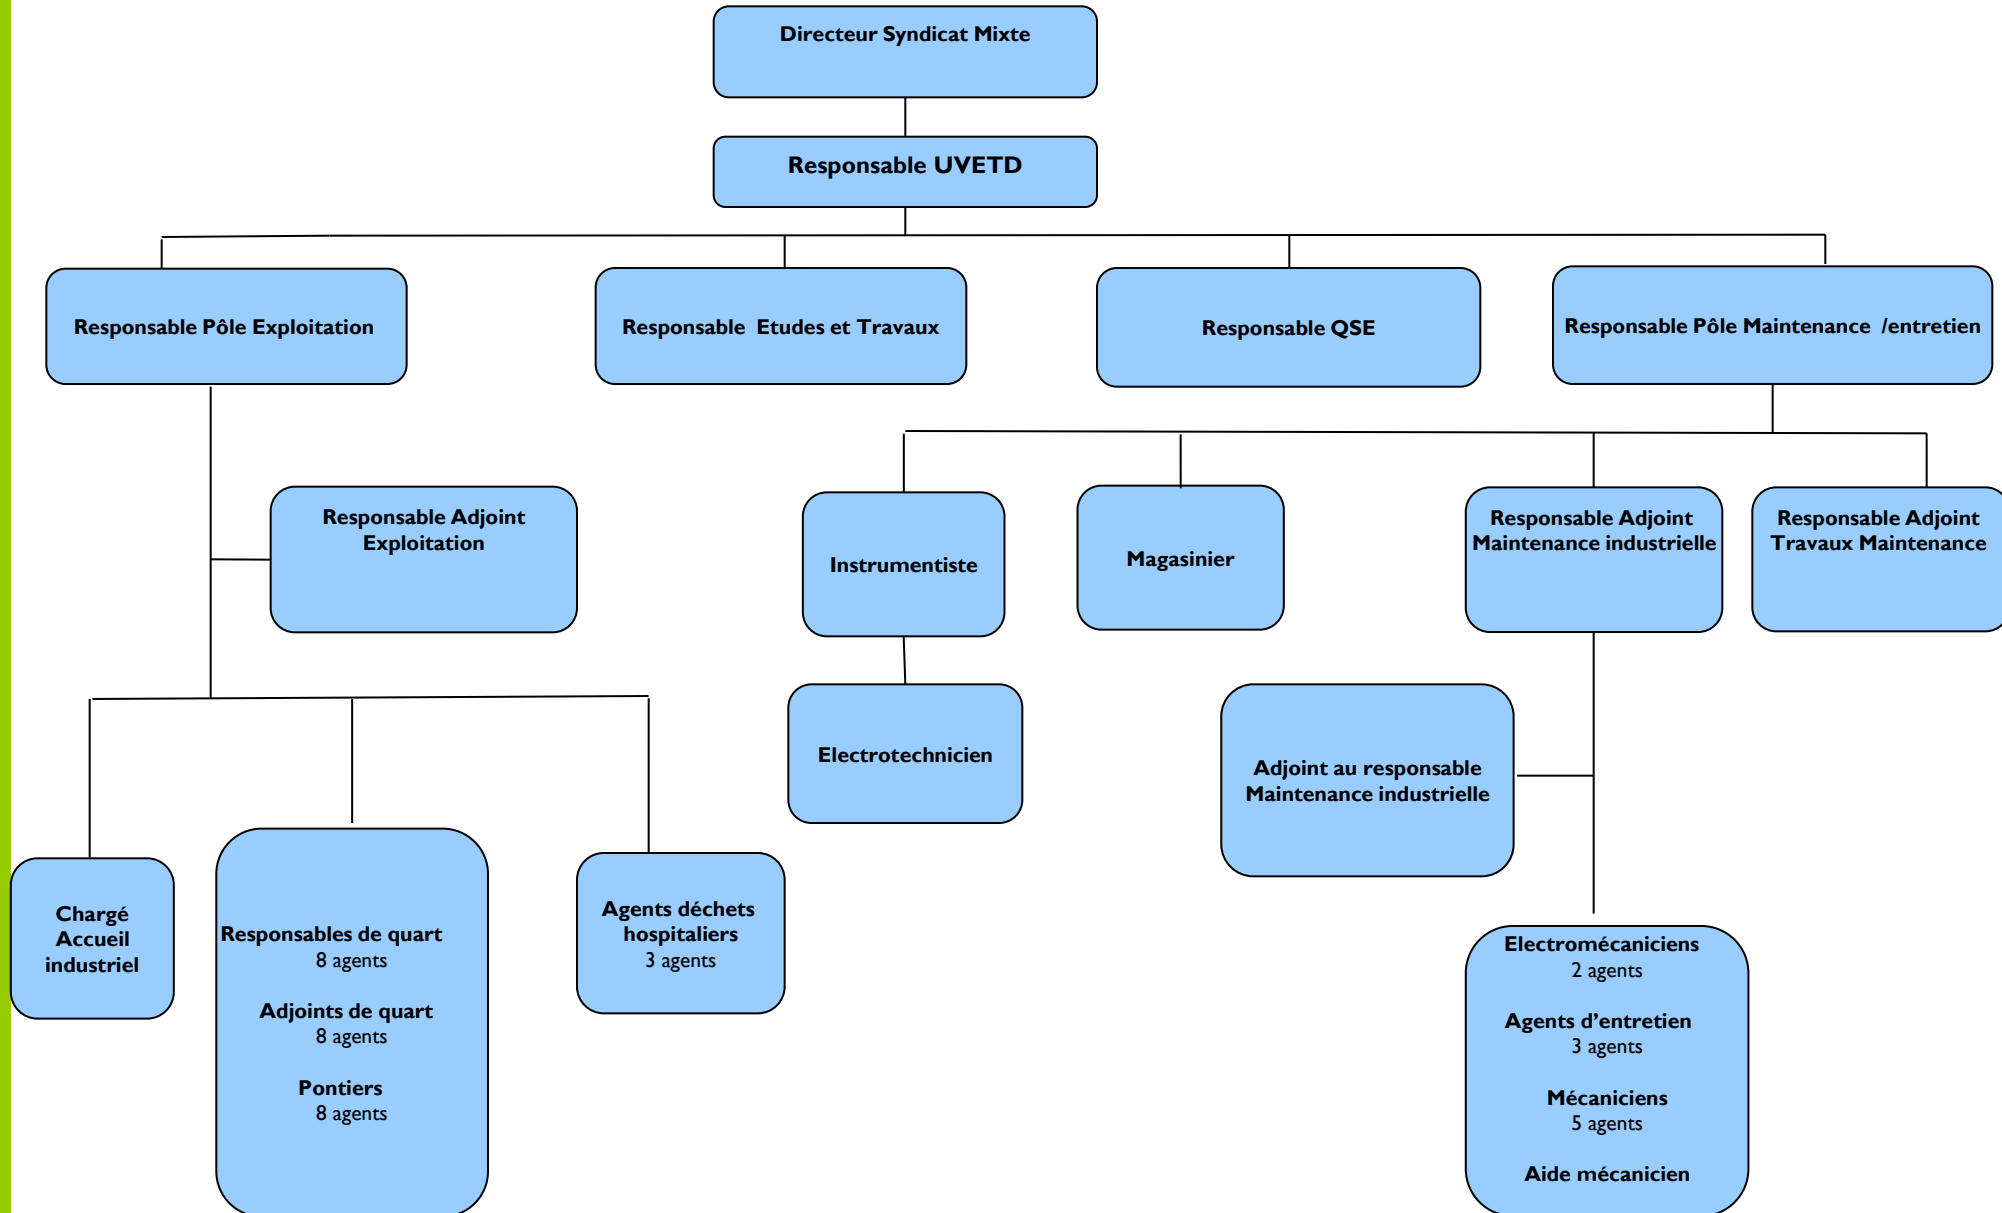 Directeur Syndicat Mixte
Responsable UVETD
Responsable Pôle Exploitation
Responsable Etudes et Travaux
Responsable QSE
Responsable Pôle Maintenance /entretien
Responsable Adjoint
Exploitation
Instrumentiste
Magasinier
Responsable Adjoint
Maintenance industrielle
Responsable Adjoint
Travaux Maintenance
Electrotechnicien
Adjoint au responsable
Maintenance industrielle
Chargé
Accueil
industriel
Responsables de quart
8 agents
Adjoints de quart
8 agents
Pontiers
8 agents
Agents déchets
hospitaliers
3 agents
Electromécaniciens
2 agents
Agents d’entretien
3 agents
Mécaniciens
5 agents
Aide mécanicien